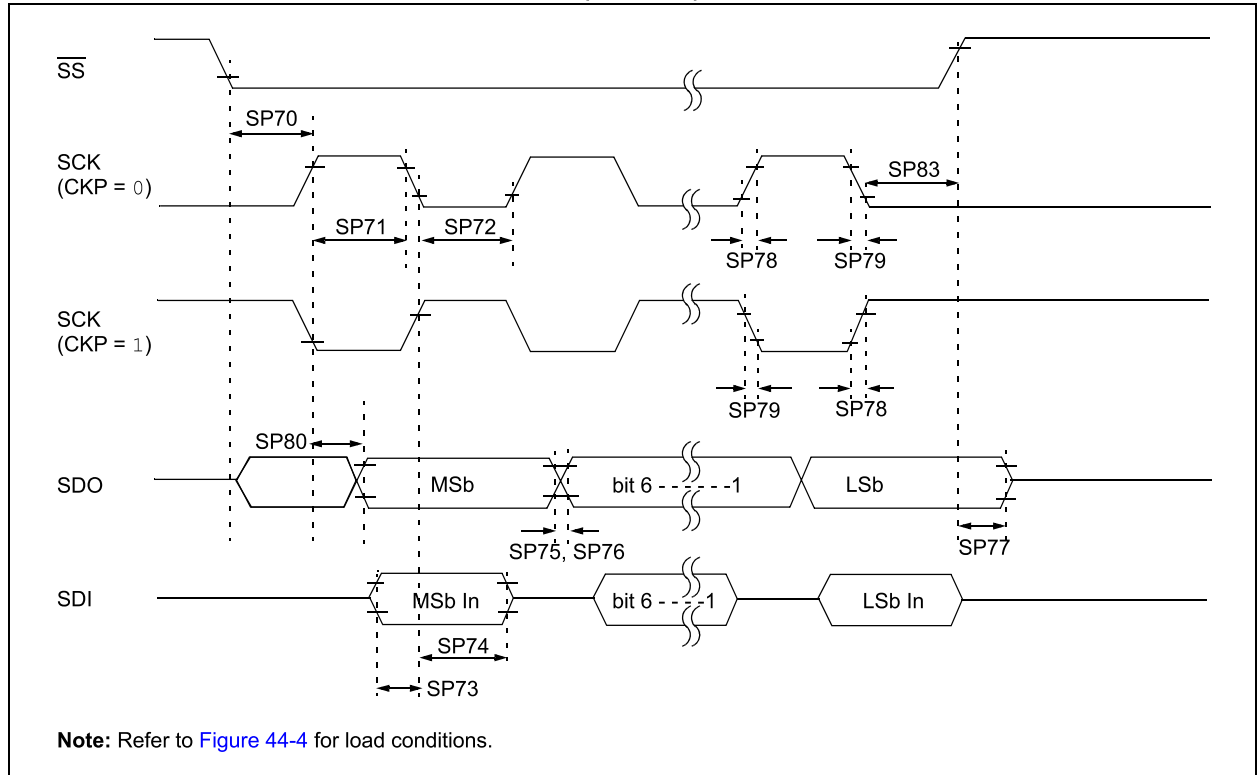 SS
SP70
SCK
(CKP = 0)
SP83
SP71
SP72
SP78
SP79
SCK
(CKP = 1)
SP79
SP78
SP80
SDO
MSb
bit 6 - - - - - -1
LSb
SP75, SP76
SP77
SDI
MSb In
bit 6 - - - - -1
LSb In
SP74
SP73
Note: Refer to Figure 44-4 for load conditions.